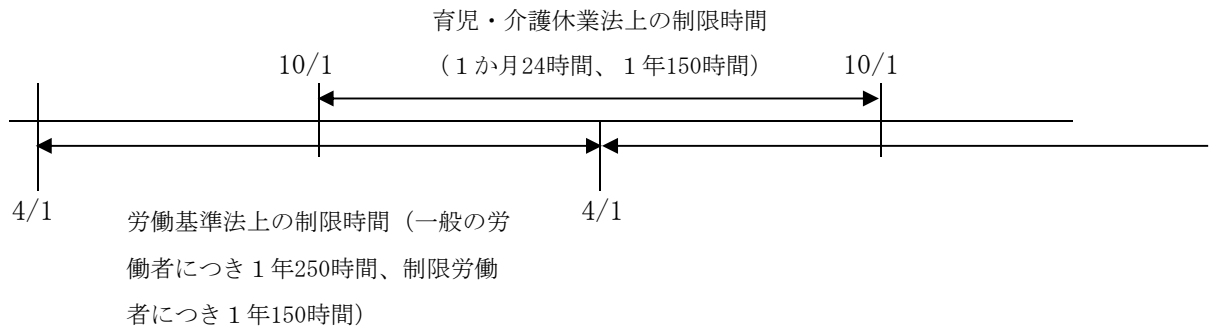 育児・介護休業法上の制限時間
10/1 （１か月24時間、１年150時間） 10/1
4/1 4/1
労働基準法上の制限時間（一般の労
働者につき１年250時間、制限労働
者につき１年150時間）